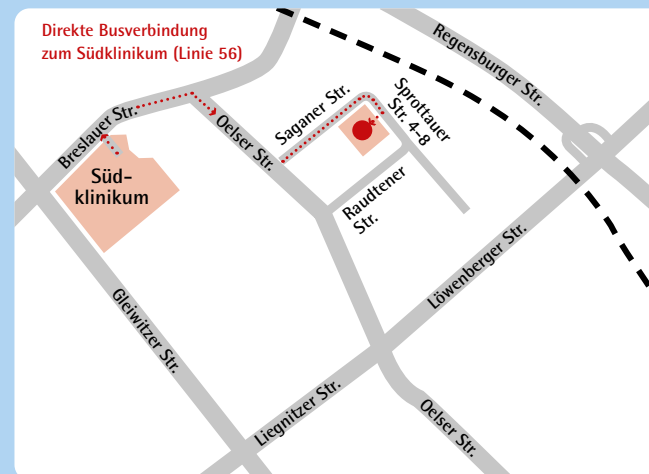 Direkte Busverbindung
zum Südklinikum (Linie 56)
Regensburger Str.
Breslauer Str.
Oelser Str.
Saganer Str.
Sprottauer
Str. 4–8
Süd-
klinikum
Raudtener
Str.
Löwenberger Str.
Gleiwitzer Str.
Liegnitzer Str.
Oelser Str.